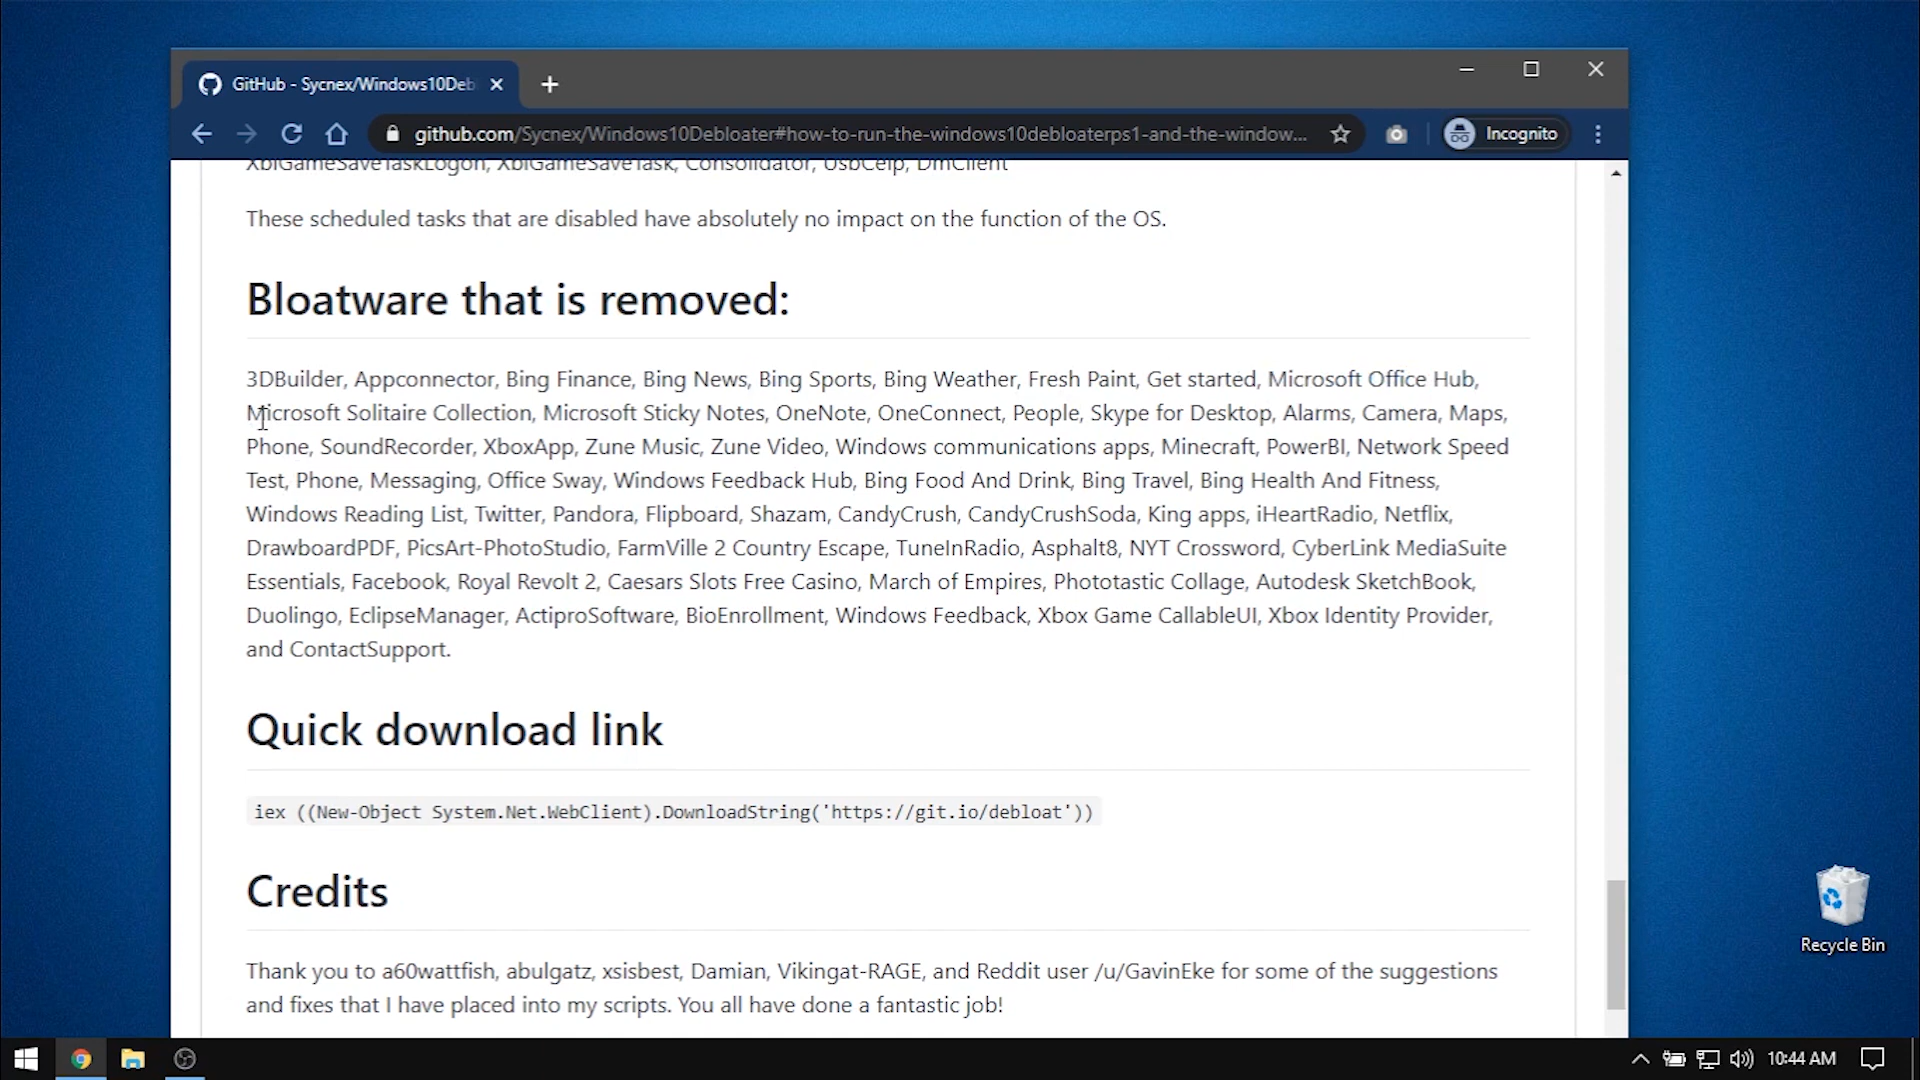 GitHub - Sycnex/Windows10Deb
github.com/Sycnex/Windows10Debloater#how-to-run-the-windows10debloaterps1-and-the-window...
Incognito
XblGameSaveTaskLogon, XblGameSaveTask, Consolidator, UsbCeip, DmClient
These scheduled tasks that are disabled have absolutely no impact on the function of the OS.
Bloatware that is removed:
3DBuilder, Appconnector, Bing Finance, Bing News, Bing Sports, Bing Weather, Fresh Paint, Get started, Microsoft Office Hub,
Microsoft Solitaire Collection, Microsoft Sticky Notes, OneNote, OneConnect, People, Skype for Desktop, Alarms, Camera, Maps,
Phone, SoundRecorder, XboxApp, Zune Music, Zune Video, Windows communications apps, Minecraft, PowerBI, Network Speed
Test, Phone, Messaging, Office Sway, Windows Feedback Hub, Bing Food And Drink, Bing Travel, Bing Health And Fitness,
Windows Reading List, Twitter, Pandora, Flipboard, Shazam, CandyCrush, CandyCrushSoda, King apps, iHeartRadio, Netflix,
DrawboardPDF, PicsArt-PhotoStudio, FarmVille 2 Country Escape, TuneInRadio, Asphalt8, NYT Crossword, CyberLink MediaSuite
Essentials, Facebook, Royal Revolt 2, Caesars Slots Free Casino, March of Empires, Phototastic Collage, Autodesk SketchBook,
Duolingo, EclipseManager, ActiproSoftware, BioEnrollment, Windows Feedback, Xbox Game CallableUI, Xbox Identity Provider,
and ContactSupport.
Quick download link
iex ((New-Object System.Net.WebClient).DownloadString('https://git.io/debloat'))
Credits
Thank you to a60wattfish, abulgatz, xsisbest, Damian, Vikingat-RAGE, and Reddit user /u/GavinEke for some of the suggestions
and fixes that I have placed into my scripts. You all have done a fantastic job!
Recycle Bin
10:44 AM